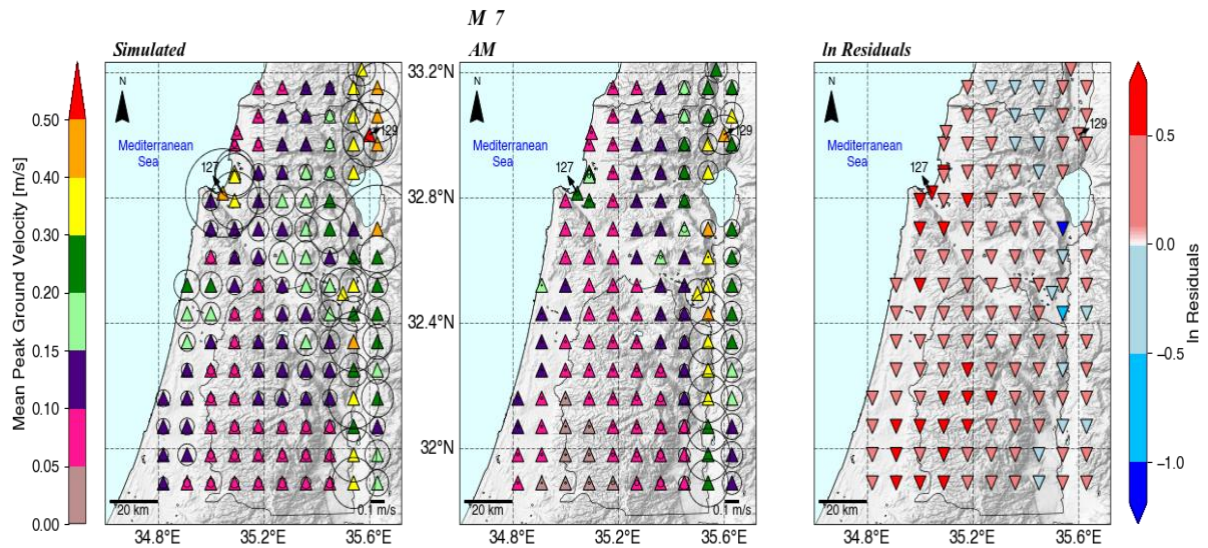 M 7
Simulated
AM
ln Residuals
33.2°N
32.8°N
32.4°N
32°N
N
N
N
Mediterranean
Sea
Mediterranean
Sea
Mediterranean
Sea
127
129
127
129
127
129
20 km
0.1 m/s
20 km
0.1 m/s
20 km
34.8°E
35.2°E
35.6°E
34.8°E
35.2°E
35.6°E
34.8°E
35.2°E
35.6°E
Mean Peak Ground Velocity [m/s]
0.50
0.40
0.30
0.20
0.15
0.10
0.05
0.00
ln Residuals
0.5
0.0
−0.5
−1.0